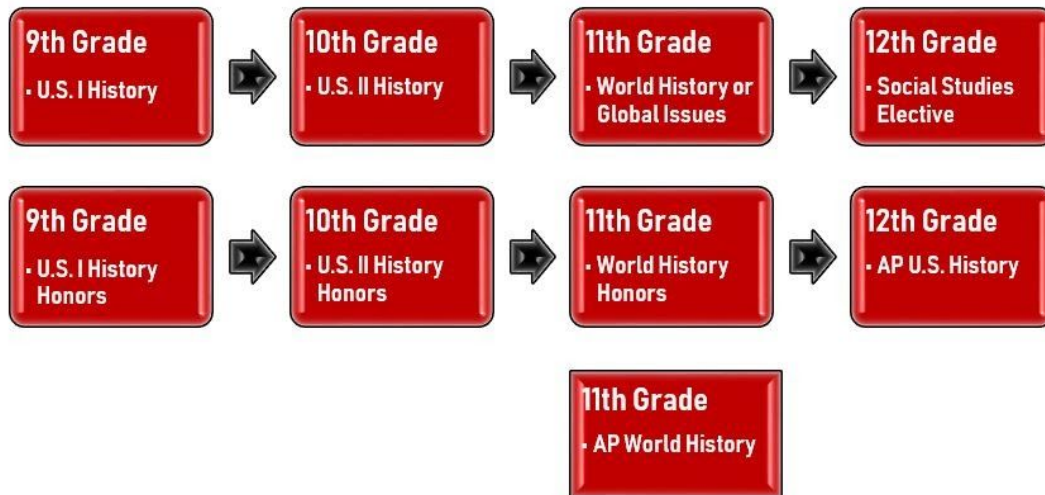 9th Grade
▪ U.S. I History
10th Grade
▪ U.S. II History
11th Grade
▪ World History or
Global Issues
12th Grade
▪ Social Studies
Elective
9th Grade
▪ U.S. I History
Honors
10th Grade
▪ U.S. II History
Honors
11th Grade
▪ World History
Honors
12th Grade
▪ AP U.S. History
11th Grade
▪ AP World History